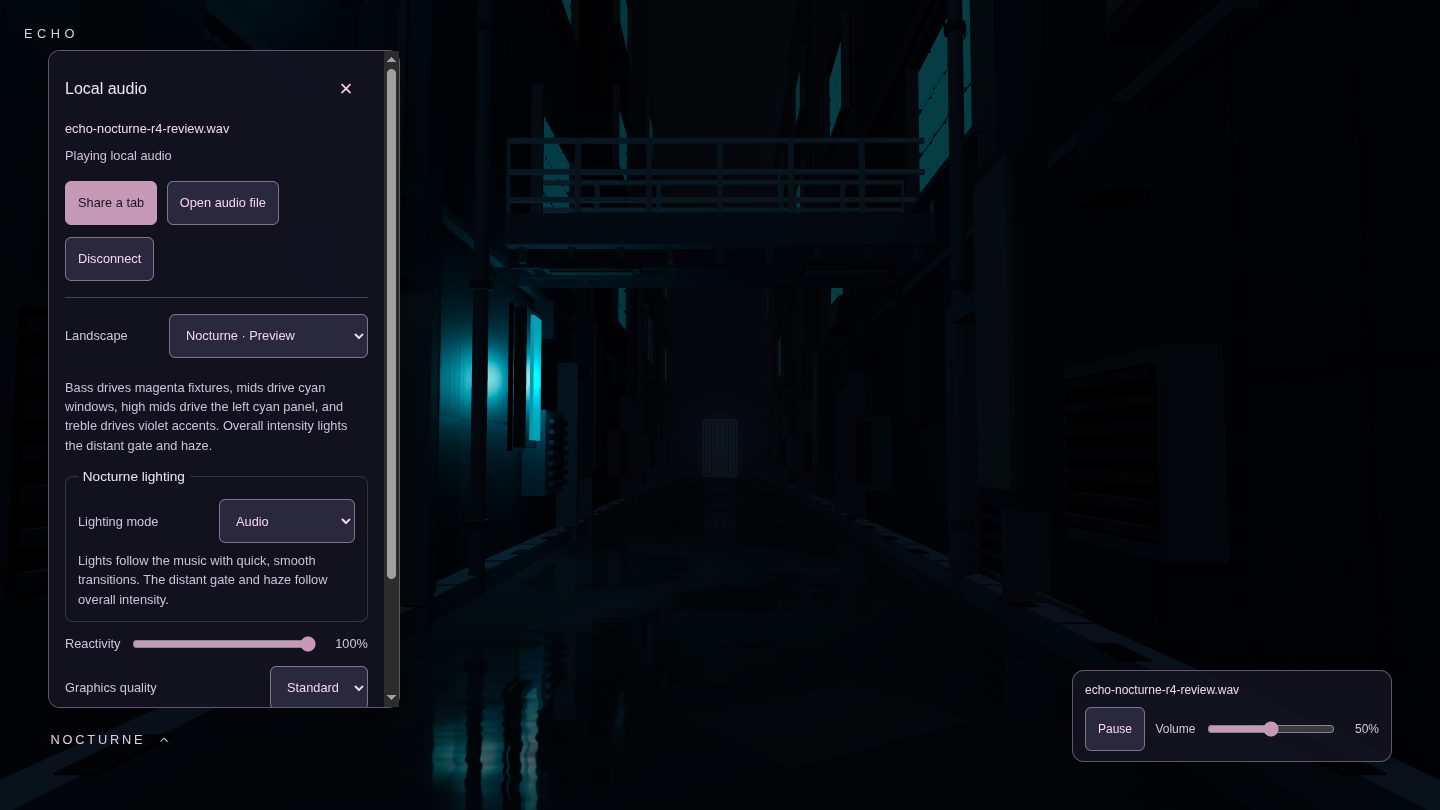 ECHO
Local audio
echo-nocturne-r4-review.wav
Playing local audio
Share a tab
Open audio file
Disconnect
Landscape
Nocturne · Preview
Bass drives magenta fixtures, mids drive cyan
windows, high mids drive the left cyan panel, and
treble drives violet accents. Overall intensity lights
the distant gate and haze.
Nocturne lighting
Lighting mode
Audio
Lights follow the music with quick, smooth
transitions. The distant gate and haze follow
overall intensity.
Reactivity
100%
Graphics quality
Standard
NOCTURNE
echo-nocturne-r4-review.wav
Pause
Volume
50%